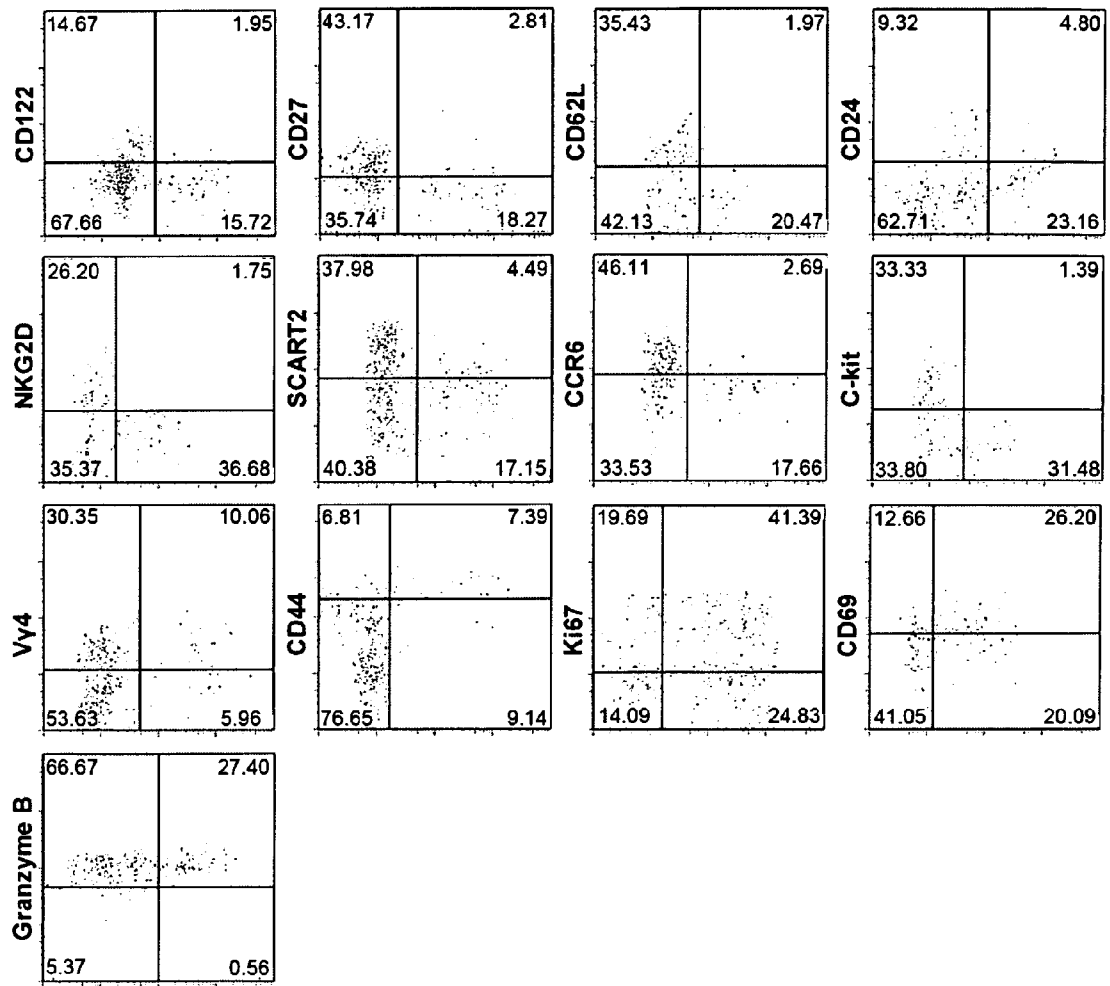 14.67 1.95
CD122
67.66 15.72
43.17 2.81
CD27
35.74 18.27
35.43 1.97
CD62L
42.13 20.47
9.32 4.80
CD24
62.71 23.16
26.20 1.75
NKG2D
35.37 36.68
37.98 4.49
SCART2
40.38 17.15
46.11 2.69
CCR6
33.53 17.66
33.33 1.39
C-kit
33.80 31.48
30.35 10.06
Vγ4
53.63 5.96
6.81 7.39
CD44
76.65 9.14
19.69 41.39
Ki67
14.09 24.83
12.66 26.20
CD69
41.05 20.09
66.67 27.40
Granzyme B
5.37 0.56